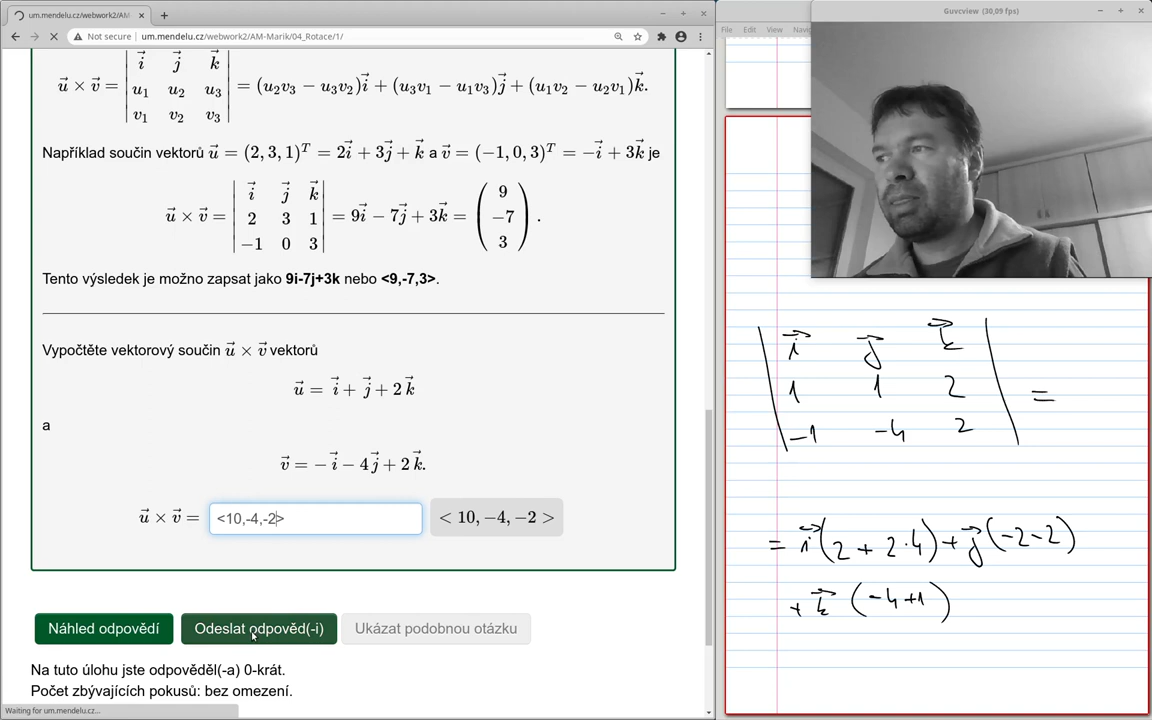 um.mendelu.cz/webwork2/AM-
Guvcview (30,09 fps)
Not secure | um.mendelu.cz/webwork2/AM-Marik/04_Rotace/1/
File Edit View Navi
u⃗ × v⃗ = | i⃗ j⃗ k⃗ | = (u₂v₃ − u₃v₂)i⃗ + (u₃v₁ − u₁v₃)j⃗ + (u₁v₂ − u₂v₁)k⃗.
u₁ u₂ u₃
v₁ v₂ v₃
Například součin vektorů u⃗ = (2, 3, 1)ᵀ = 2i⃗ + 3j⃗ + k⃗ a v⃗ = (−1, 0, 3)ᵀ = −i⃗ + 3k⃗ je
i⃗ j⃗ k⃗
u⃗ × v⃗ = | 2 3 1 | = 9i⃗ − 7j⃗ + 3k⃗ = ( 9 −7 3 ) .
−1 0 3
Tento výsledek je možno zapsat jako 9i-7j+3k nebo <9,-7,3>.
Vypočtěte vektorový součin u⃗ × v⃗ vektorů
u⃗ = i⃗ + j⃗ + 2k⃗
a
v⃗ = −i⃗ − 4j⃗ + 2k⃗.
u⃗ × v⃗ = <10,-4,-2> < 10, −4, −2 >
Náhled odpovědí Odeslat odpověd(-i) Ukázat podobnou otázku
Na tuto úlohu jste odpověděl(-a) 0-krát.
Počet zbývajících pokusů: bez omezení.
Waiting for um.mendelu.cz...
i⃗ j⃗ k⃗
1 1 2 =
−1 −4 2
= i⃗ (2 + 2·4) + j⃗ (−2−2)
+ k⃗ (−4+1)